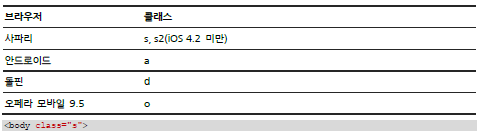 브라우저 클래스
사파리 s, s2(iOS 4.2 미만)
안드로이드 a
돌핀 d
오페라 모바일 9.5 o
<body class="s">